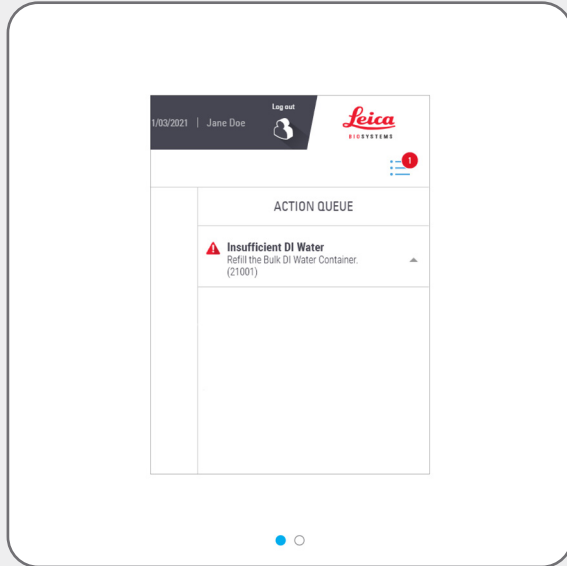 Log out
1/03/2021 | Jane Doe
Leica
BIOSYSTEMS
1
ACTION QUEUE
Insufficient DI Water
Refill the Bulk DI Water Container.
(21001)